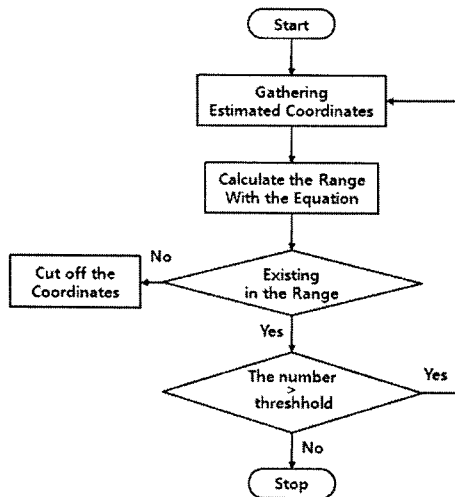 Start
Gathering
Estimated Coordinates
Calculate the Range
With the Equation
No
Cut off the
Coordinates
Existing
in the Range
Yes
The number
>
threshhold
Yes
No
Stop